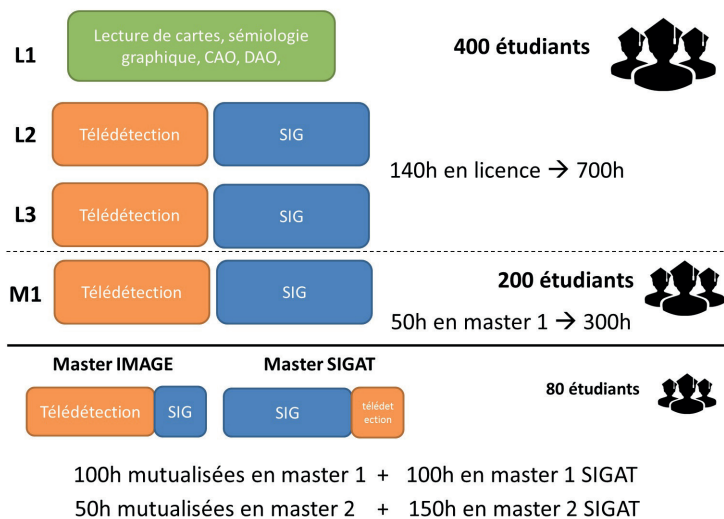 L1
Lecture de cartes, sémiologie
graphique, CAO, DAO,
400 étudiants
L2
Télédétection
SIG
140h en licence → 700h
L3
Télédétection
SIG
M1
Télédétection
SIG
200 étudiants
50h en master 1 → 300h
Master IMAGE
Master SIGAT
Télédétection
SIG
SIG
télédet
ection
80 étudiants
100h mutualisées en master 1 + 100h en master 1 SIGAT
50h mutualisées en master 2 + 150h en master 2 SIGAT